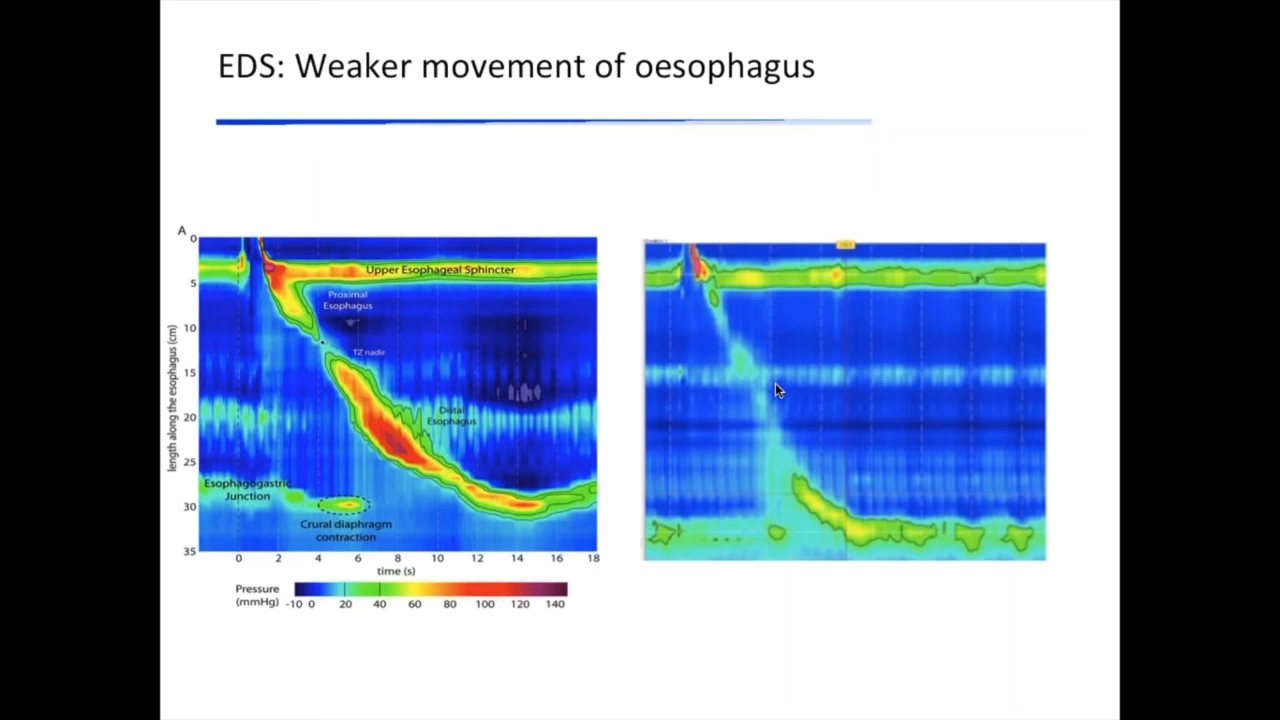 EDS: Weaker movement of oesophagus
A
0
5
10
15
20
25
30
35
length along the esophagus (cm)
Upper Esophageal Sphincter
Proximal
Esophagus
TZ nadir
Distal
Esophagus
Esophagogastric
Junction
Crural diaphragm
contraction
0 2 4 6 8 10 12 14 16 18
time (s)
Pressure
(mmHg)
-10 0 20 40 60 80 100 120 140